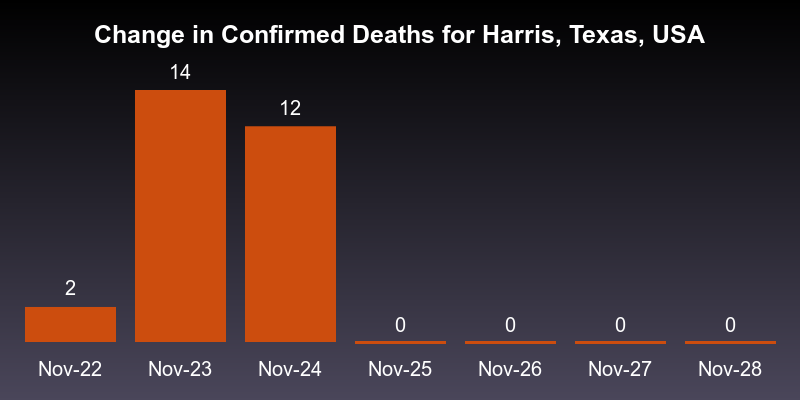 Change in Confirmed Deaths for Harris, Texas, USA
14
12
2
0 0 0 0
Nov-22 Nov-23 Nov-24 Nov-25 Nov-26 Nov-27 Nov-28